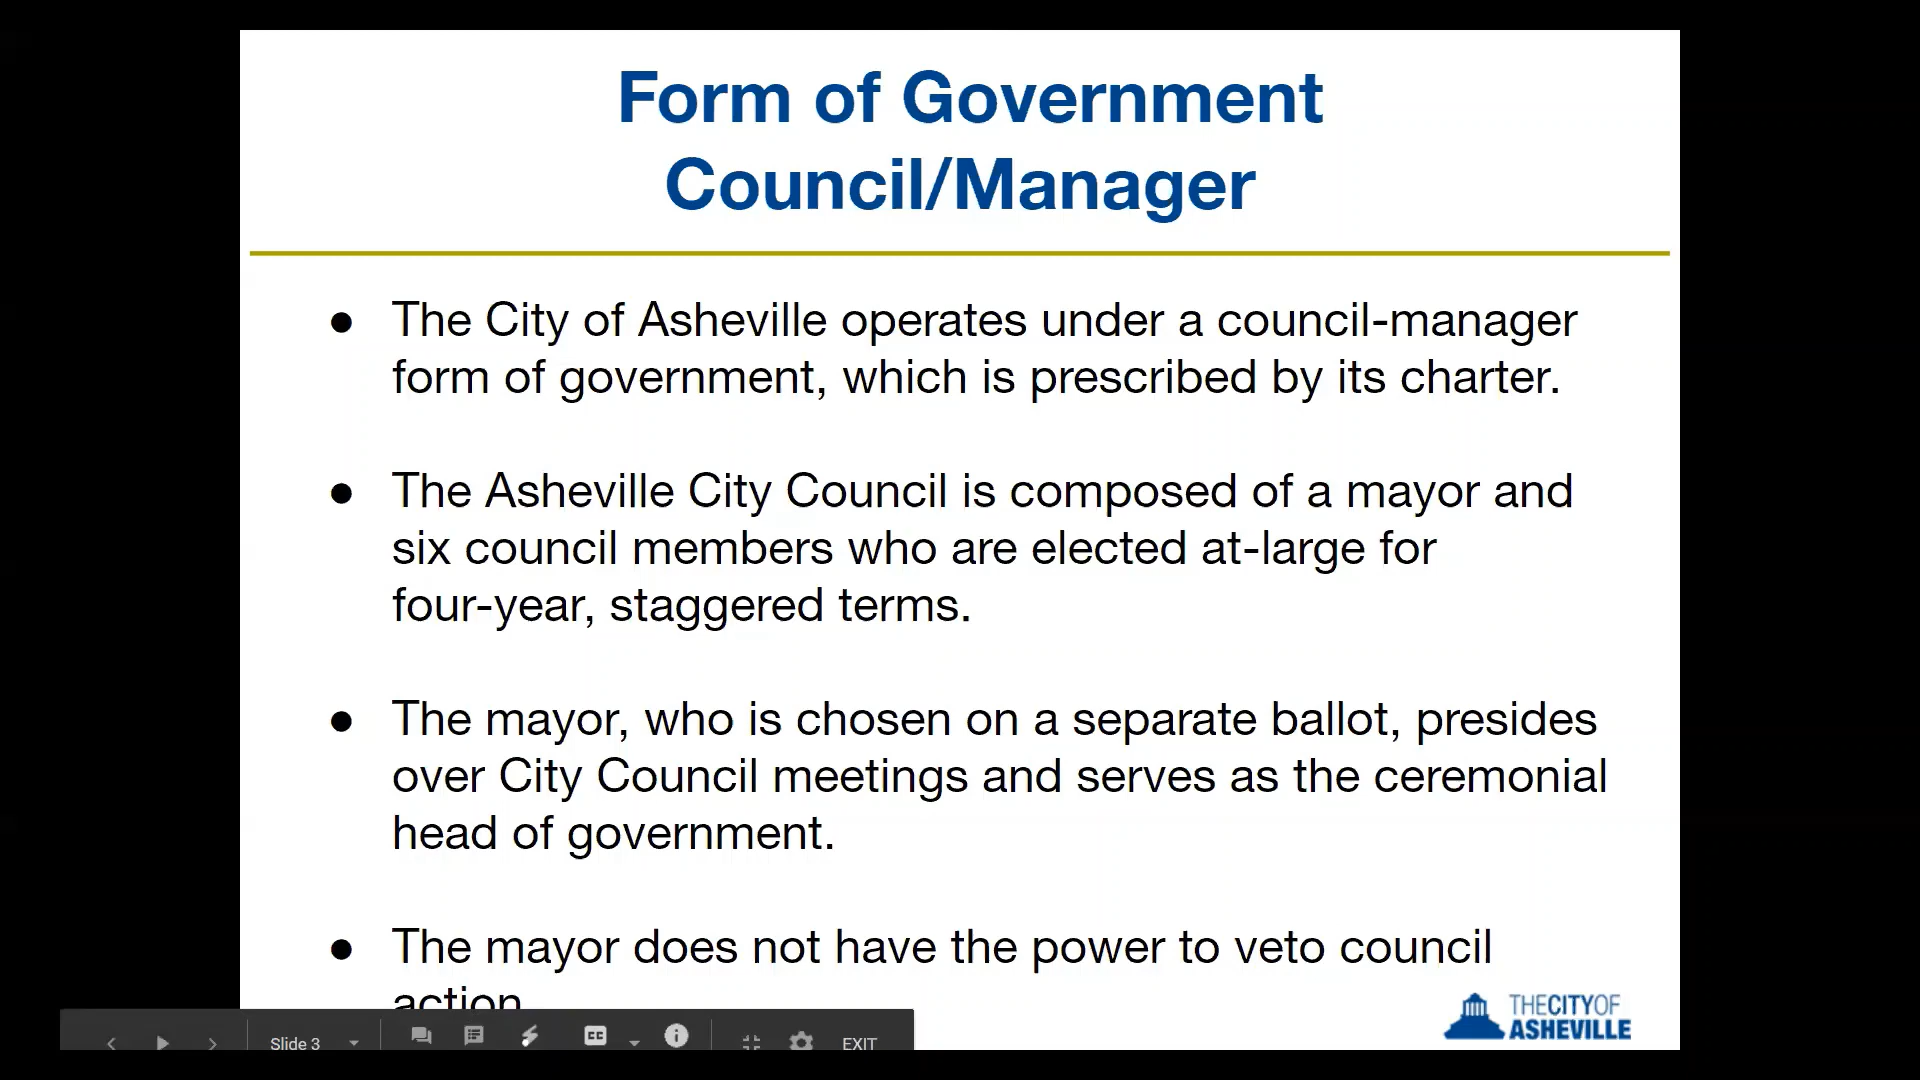 Form of Government
Council/Manager
● The City of Asheville operates under a council-manager
form of government, which is prescribed by its charter.
● The Asheville City Council is composed of a mayor and
six council members who are elected at-large for
four-year, staggered terms.
● The mayor, who is chosen on a separate ballot, presides
over City Council meetings and serves as the ceremonial
head of government.
● The mayor does not have the power to veto council
action
THE CITY OF
ASHEVILLE
Slide 3
CC
EXIT